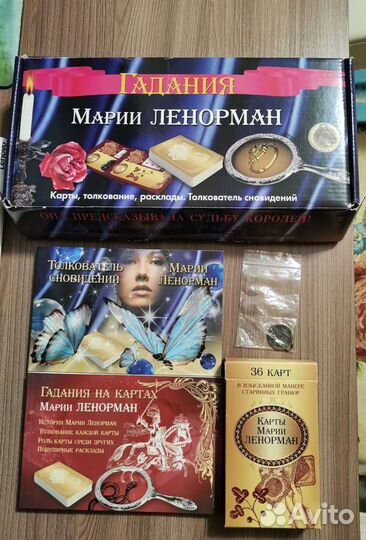 ГАДАНИЯ
МАРИИ ЛЕНОРМАН
Карты, толкование, расклады. Толкователь сновидений
ОНА ПРЕДСКАЗЫВАЛА СУДЬБУ КОРОЛЕЙ!
ТОЛКОВАТЕЛЬ
СНОВИДЕНИЙ
МАРИИ
ЛЕНОРМАН
ГАДАНИЯ НА КАРТАХ
МАРИИ ЛЕНОРМАН
ИСТОРИЯ МАРИИ ЛЕНОРМАН
ТОЛКОВАНИЕ КАЖДОЙ КАРТЫ
РОЛЬ КАРТЫ СРЕДИ ДРУГИХ
ПОПУЛЯРНЫЕ РАСКЛАДЫ
36 КАРТ
В ИЗЫСКАННОЙ МАНЕРЕ
СТАРИННЫХ ГРАВЮР
КАРТЫ
МАРИИ
ЛЕНОРМАН
Avito